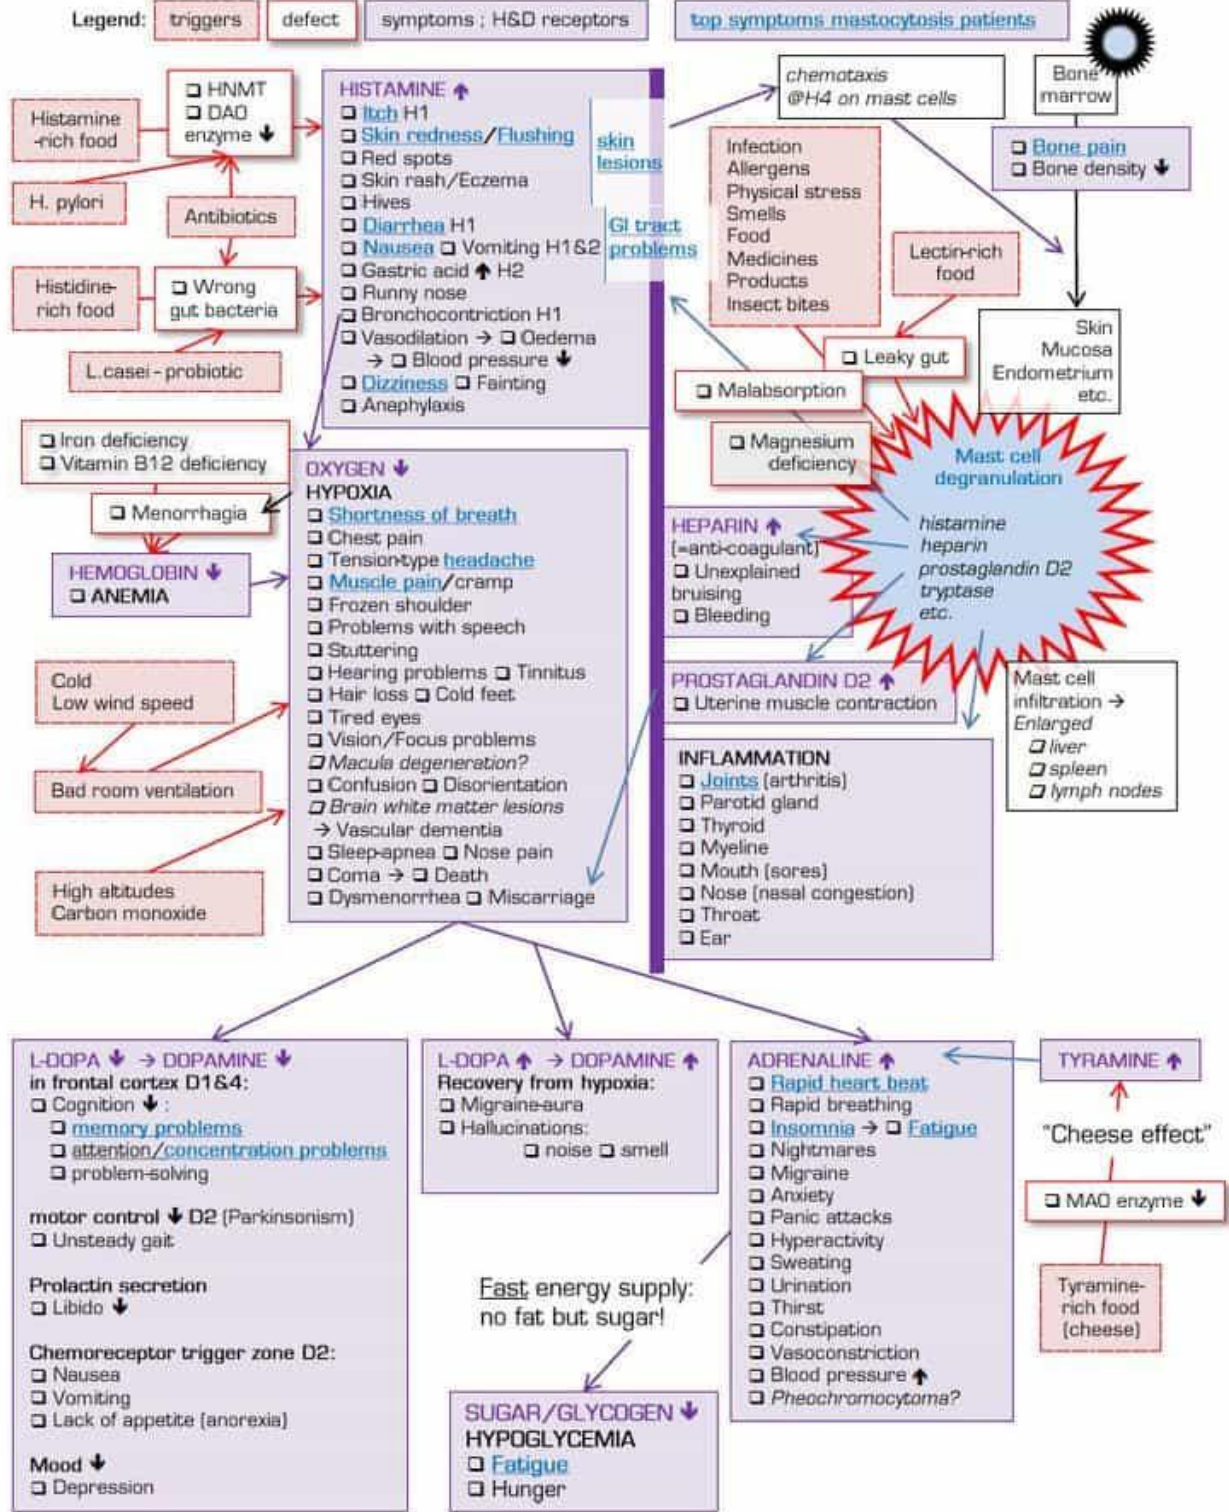 Legend: triggers defect symptoms ; H&D receptors top symptoms mastocytosis patients
Histamine
-rich food
H. pylori
❑ HNMT
❑ DAO
enzyme 🡇
Antibiotics
Histidine-
rich food
❑ Wrong
gut bacteria
L.casei - probiotic
HISTAMINE 🡅
❑ Itch H1
❑ Skin redness/Flushing
❑ Red spots
❑ Skin rash/Eczema
❑ Hives
❑ Diarrhea H1
❑ Nausea ❑ Vomiting H1&2
❑ Gastric acid 🡅 H2
❑ Runny nose
❑ Bronchocontriction H1
❑ Vasodilation → ❑ Oedema
→ ❑ Blood pressure 🡇
❑ Dizziness ❑ Fainting
❑ Anaphylaxis
skin
lesions
GI tract
problems
chemotaxis
@H4 on mast cells
Bone
marrow
❑ Bone pain
❑ Bone density 🡇
Infection
Allergens
Physical stress
Smells
Food
Medicines
Products
Insect bites
Lectin-rich
food
❑ Leaky gut
❑ Malabsorption
❑ Magnesium
deficiency
Skin
Mucosa
Endometrium
etc.
Mast cell
degranulation
histamine
heparin
prostaglandin D2
tryptase
etc.
❑ Iron deficiency
❑ Vitamin B12 deficiency
❑ Menorrhagia
HEMOGLOBIN 🡇
❑ ANEMIA
Cold
Low wind speed
Bad room ventilation
High altitudes
Carbon monoxide
OXYGEN 🡇
HYPOXIA
❑ Shortness of breath
❑ Chest pain
❑ Tension-type headache
❑ Muscle pain/cramp
❑ Frozen shoulder
❑ Problems with speech
❑ Stuttering
❑ Hearing problems ❑ Tinnitus
❑ Hair loss ❑ Cold feet
❑ Tired eyes
❑ Vision/Focus problems
❑ Macula degeneration?
❑ Confusion ❑ Disorientation
❑ Brain white matter lesions
→ Vascular dementia
❑ Sleep-apnea ❑ Nose pain
❑ Coma → ❑ Death
❑ Dysmenorrhea ❑ Miscarriage
HEPARIN 🡅
(=anti-coagulant)
❑ Unexplained
bruising
❑ Bleeding
PROSTAGLANDIN D2 🡅
❑ Uterine muscle contraction
INFLAMMATION
❑ Joints (arthritis)
❑ Parotid gland
❑ Thyroid
❑ Myeline
❑ Mouth (sores)
❑ Nose (nasal congestion)
❑ Throat
❑ Ear
Mast cell
infiltration →
Enlarged
❑ liver
❑ spleen
❑ lymph nodes
L-DOPA 🡇 → DOPAMINE 🡇
in frontal cortex D1&4:
❑ Cognition 🡇 :
❑ memory problems
❑ attention/concentration problems
❑ problem-solving
motor control 🡇 D2 (Parkinsonism)
❑ Unsteady gait
Prolactin secretion
❑ Libido 🡇
Chemoreceptor trigger zone D2:
❑ Nausea
❑ Vomiting
❑ Lack of appetite (anorexia)
Mood 🡇
❑ Depression
L-DOPA 🡅 → DOPAMINE 🡅
Recovery from hypoxia:
❑ Migraine-aura
❑ Hallucinations:
❑ noise ❑ smell
Fast energy supply:
no fat but sugar!
SUGAR/GLYCOGEN 🡇
HYPOGLYCEMIA
❑ Fatigue
❑ Hunger
ADRENALINE 🡅
❑ Rapid heart beat
❑ Rapid breathing
❑ Insomnia → ❑ Fatigue
❑ Nightmares
❑ Migraine
❑ Anxiety
❑ Panic attacks
❑ Hyperactivity
❑ Sweating
❑ Urination
❑ Thirst
❑ Constipation
❑ Vasoconstriction
❑ Blood pressure 🡅
❑ Pheochromocytoma?
TYRAMINE 🡅
"Cheese effect"
❑ MAO enzyme 🡇
Tyramine-
rich food
(cheese)